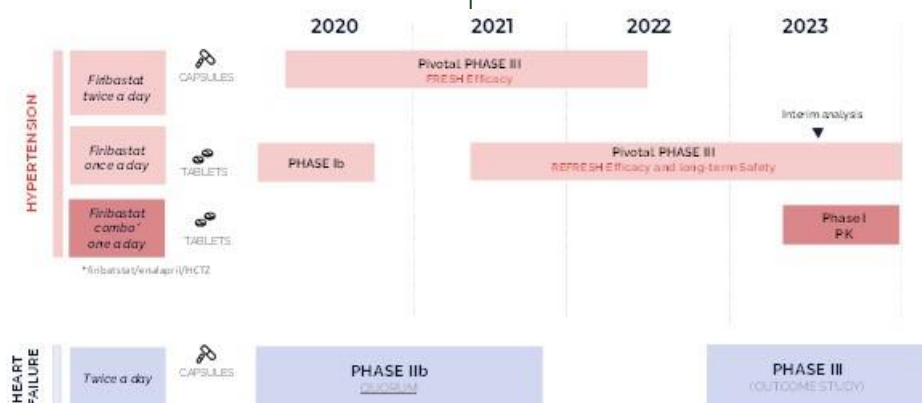 2020 2021 2022 2023
HYPERTENSION
Firibastat
twice a day
CAPSULES
Pivotal PHASE III
FRESH Efficacy
Interim analysis
Firibastat
once a day
TABLETS
PHASE IIb
Pivotal PHASE III
REFRESH Efficacy and long-term Safety
Firibastat
combo*
one a day
TABLETS
Phase I
PK
*firibatstat/enalapril/HCTZ
HEART
FAILURE
Twice a day
CAPSULES
PHASE IIb
QUORUM
PHASE III
(OUTCOME STUDY)